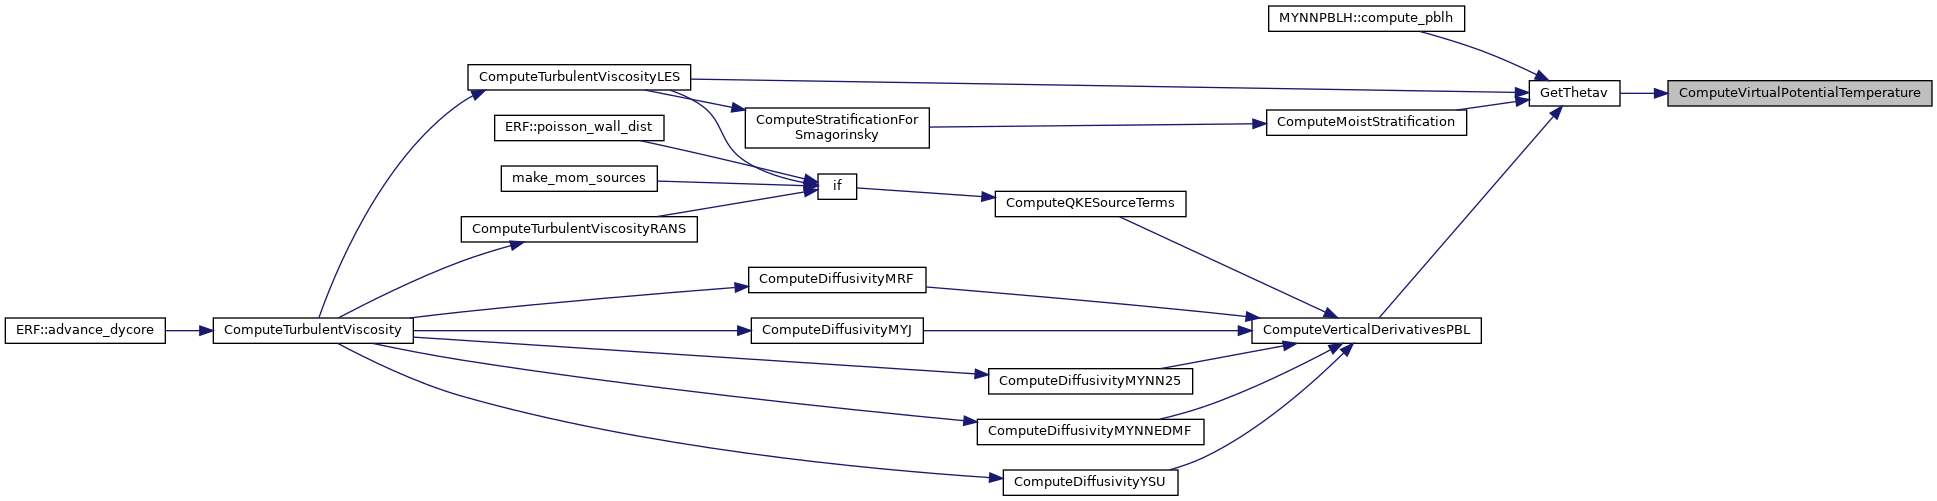 MYNNPBLH::compute_pblh
ComputeTurbulentViscosityLES
GetThetav
ComputeVirtualPotentialTemperature
ComputeStratificationFor
Smagorinsky
ComputeMoistStratification
ERF::poisson_wall_dist
make_mom_sources
if
ComputeQKESourceTerms
ComputeTurbulentViscosityRANS
ComputeDiffusivityMRF
ERF::advance_dycore
ComputeTurbulentViscosity
ComputeDiffusivityMYJ
ComputeVerticalDerivativesPBL
ComputeDiffusivityMYNN25
ComputeDiffusivityMYNNEDMF
ComputeDiffusivityYSU